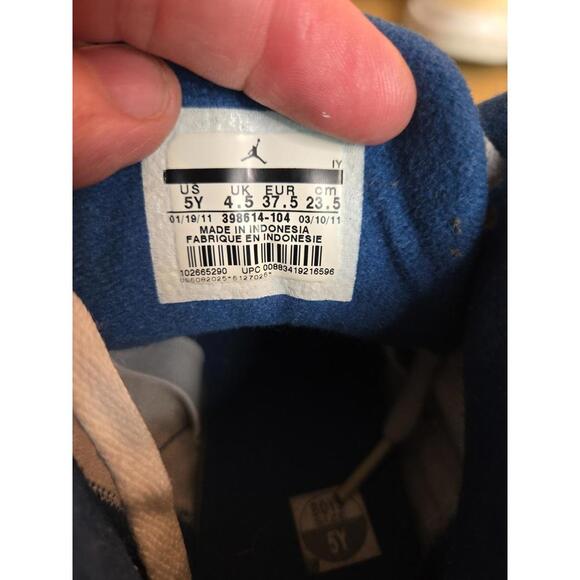 IY
US UK EUR cm
5Y 4.5 37.5 23.5
01/19/11 398614-104 03/10/11
MADE IN INDONESIA
FABRIQUE EN INDONESIE
102665290 UPC 00883419216596
BOYS
5Y